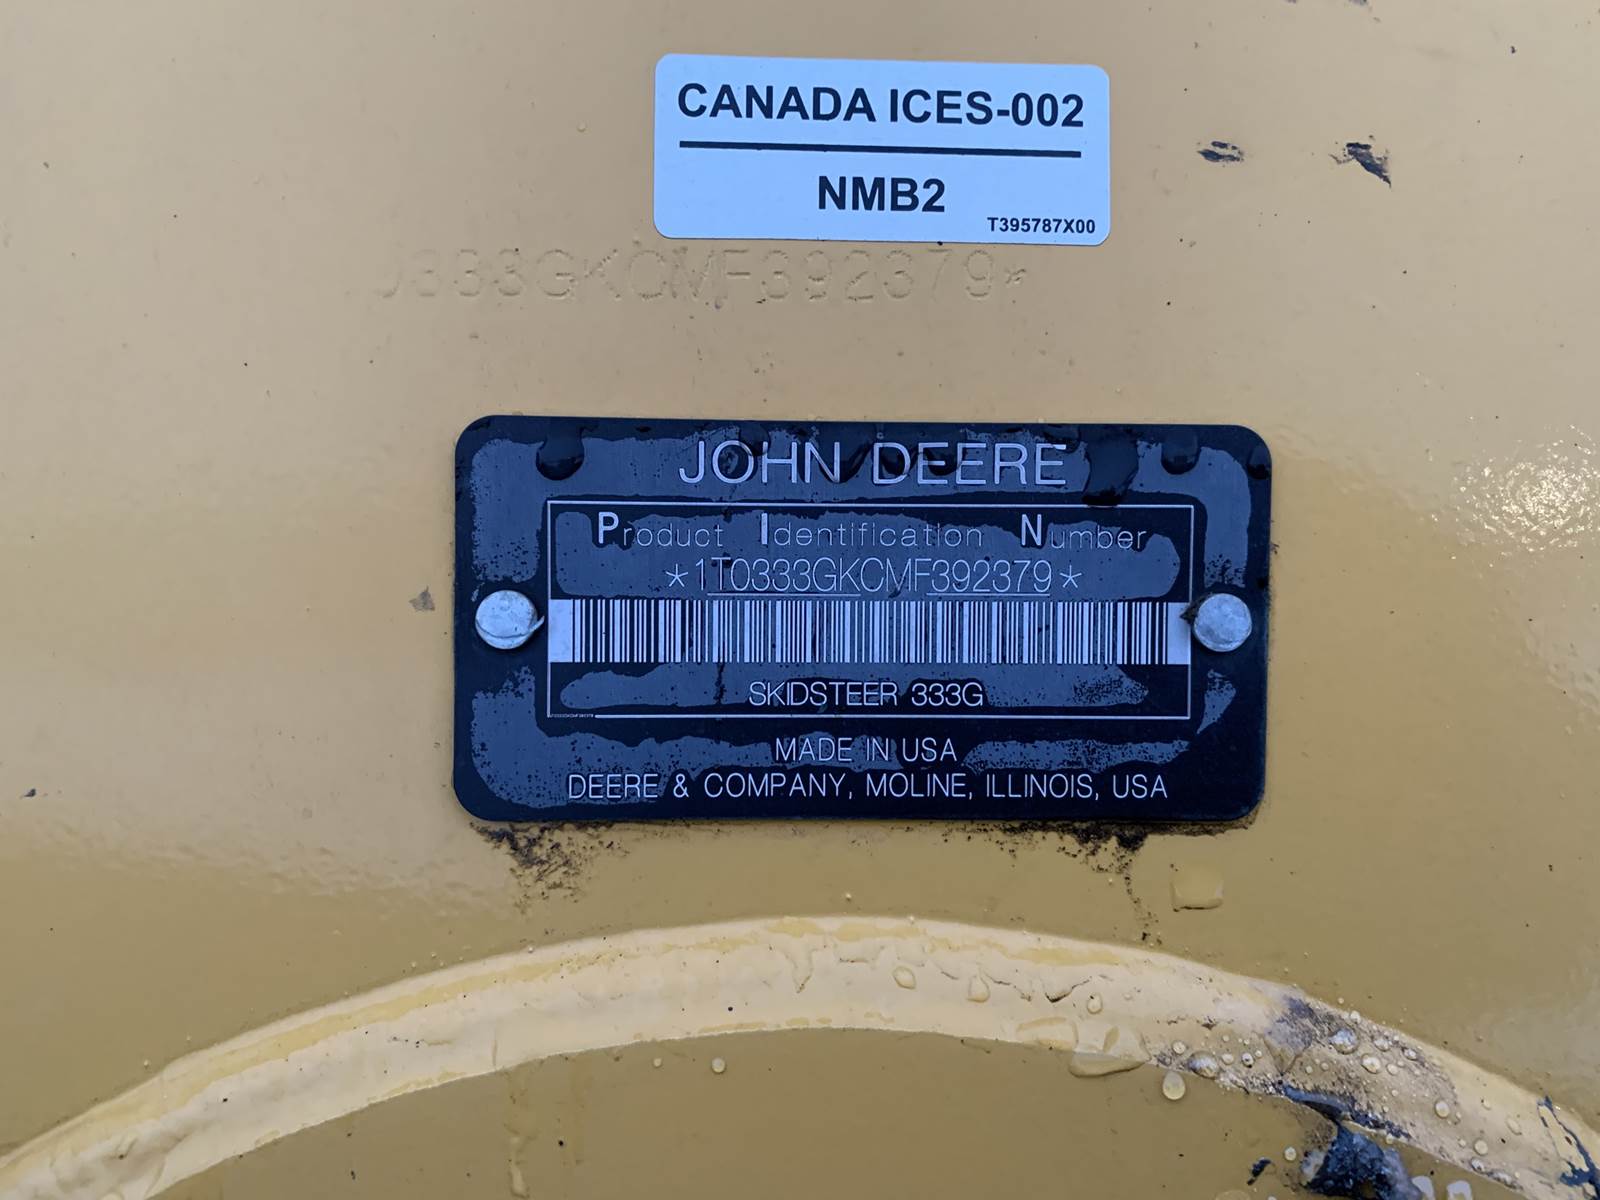 CANADA ICES-002
NMB2
T395787X00
J333GKCMF392379*
JOHN DEERE
Product Identification Number
*1T0333GKCMF392379*
SKIDSTEER 333G
MADE IN USA
DEERE & COMPANY, MOLINE, ILLINOIS, USA